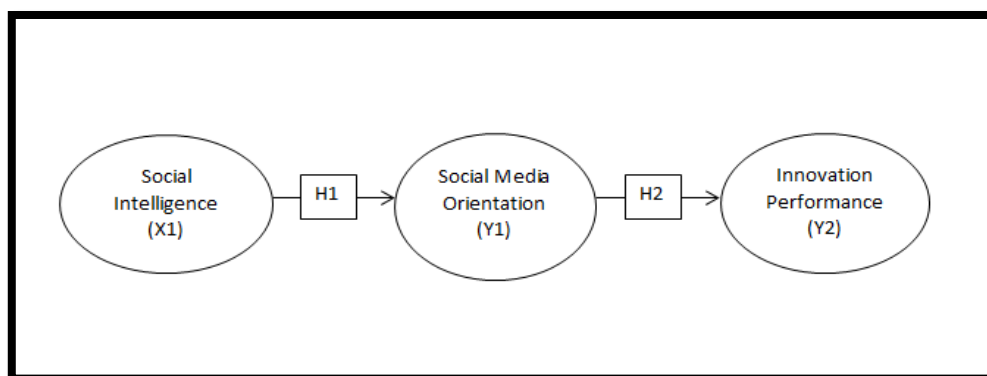 Social
Intelligence
(X1)
H1
Social Media
Orientation
(Y1)
H2
Innovation
Performance
(Y2)